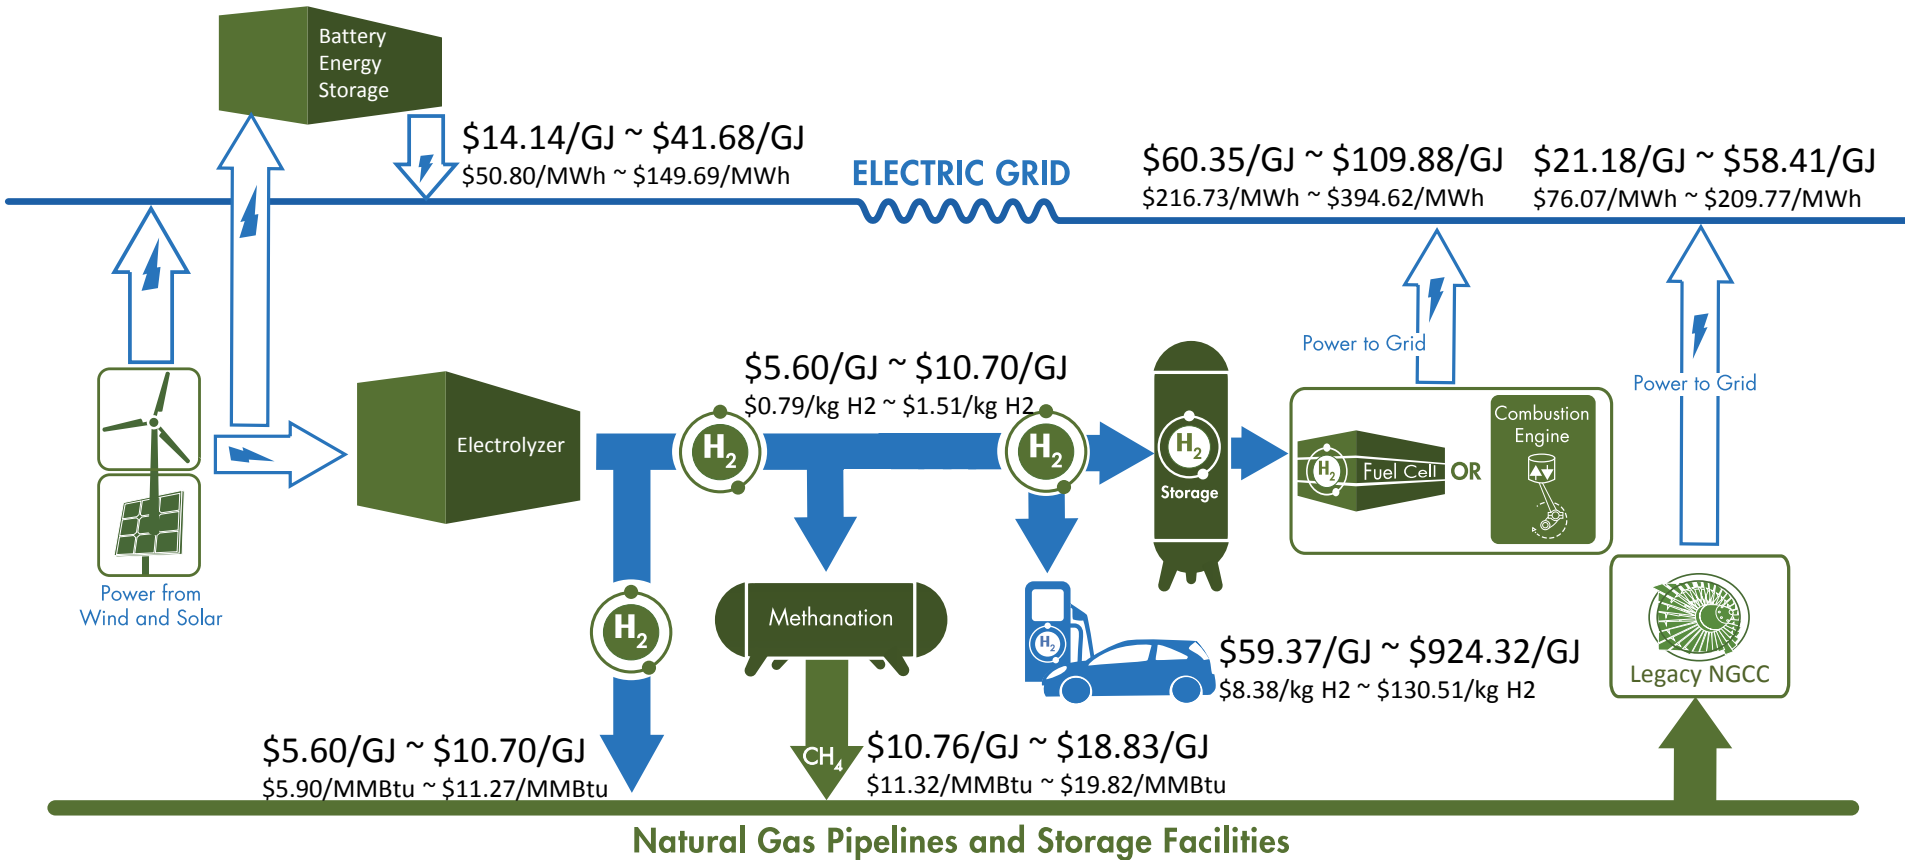 Battery
Energy
Storage
$14.14/GJ ~ $41.68/GJ
$50.80/MWh ~ $149.69/MWh
ELECTRIC GRID
$60.35/GJ ~ $109.88/GJ
$216.73/MWh ~ $394.62/MWh
$21.18/GJ ~ $58.41/GJ
$76.07/MWh ~ $209.77/MWh
Power to Grid
Power to Grid
$5.60/GJ ~ $10.70/GJ
$0.79/kg H2 ~ $1.51/kg H2
Electrolyzer
H₂
H₂
H₂
Storage
H₂
Fuel Cell
OR
Combustion
Engine
Power from
Wind and Solar
H₂
Methanation
H₂
$59.37/GJ ~ $924.32/GJ
$8.38/kg H2 ~ $130.51/kg H2
Legacy NGCC
$5.60/GJ ~ $10.70/GJ
$5.90/MMBtu ~ $11.27/MMBtu
CH₄
$10.76/GJ ~ $18.83/GJ
$11.32/MMBtu ~ $19.82/MMBtu
Natural Gas Pipelines and Storage Facilities